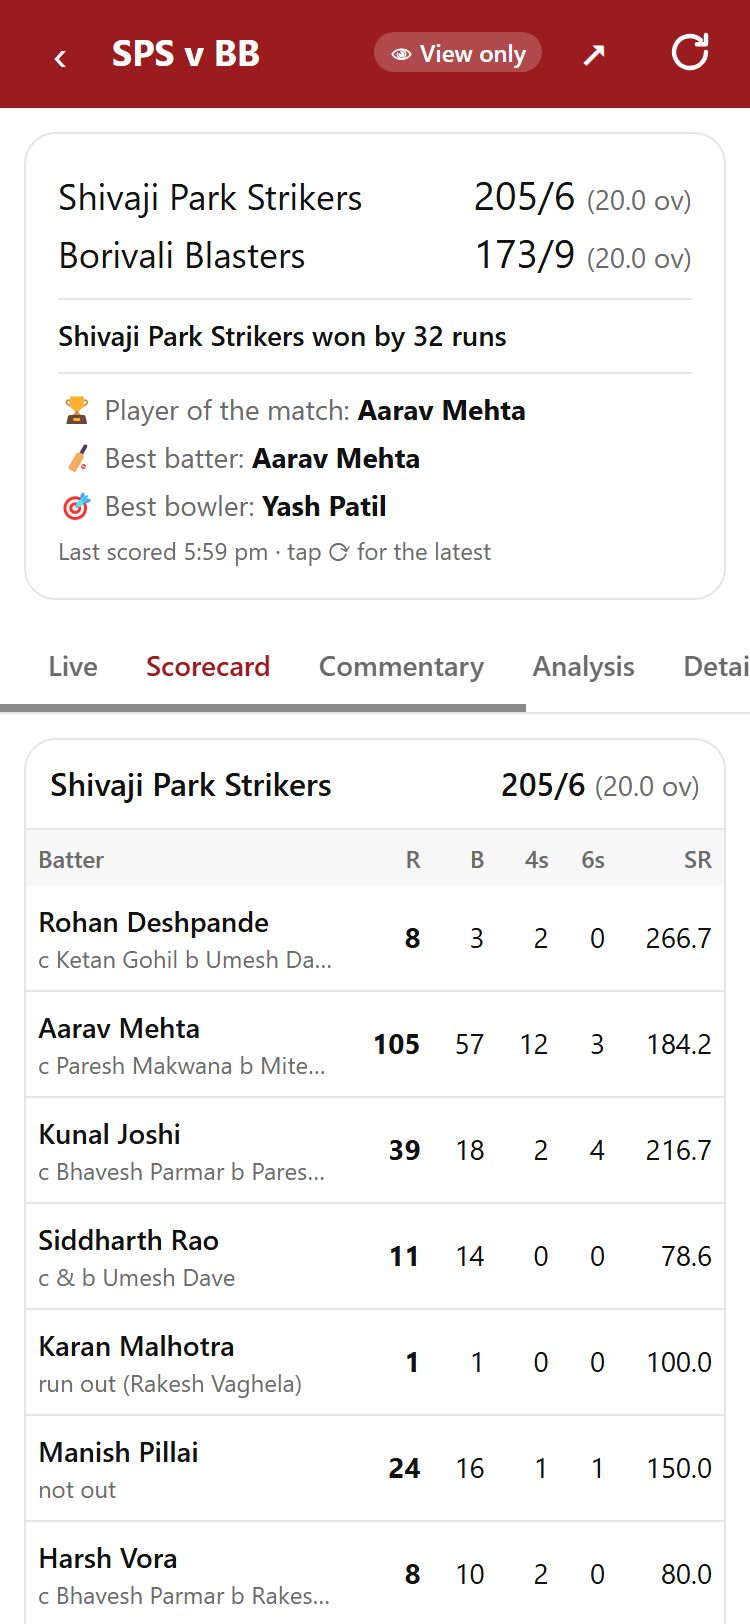 ‹ SPS v BB View only ↗
Shivaji Park Strikers 205/6 (20.0 ov)
Borivali Blasters 173/9 (20.0 ov)
Shivaji Park Strikers won by 32 runs
🏆 Player of the match: Aarav Mehta
🏏 Best batter: Aarav Mehta
🎯 Best bowler: Yash Patil
Last scored 5:59 pm · tap ⟳ for the latest
Live Scorecard Commentary Analysis Detai
Shivaji Park Strikers 205/6 (20.0 ov)
Batter R B 4s 6s SR
Rohan Deshpande 8 3 2 0 266.7
c Ketan Gohil b Umesh Da...
Aarav Mehta 105 57 12 3 184.2
c Paresh Makwana b Mite...
Kunal Joshi 39 18 2 4 216.7
c Bhavesh Parmar b Pares...
Siddharth Rao 11 14 0 0 78.6
c & b Umesh Dave
Karan Malhotra 1 1 0 0 100.0
run out (Rakesh Vaghela)
Manish Pillai 24 16 1 1 150.0
not out
Harsh Vora 8 10 2 0 80.0
c Bhavesh Parmar b Rakes...